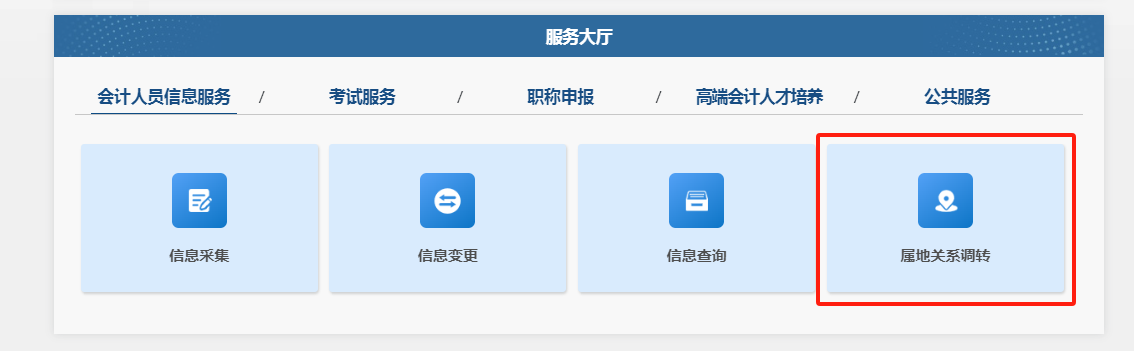 服务大厅
会计人员信息服务 / 考试服务 / 职称申报 / 高端会计人才培养 / 公共服务
信息采集 信息变更 信息查询 属地关系调转